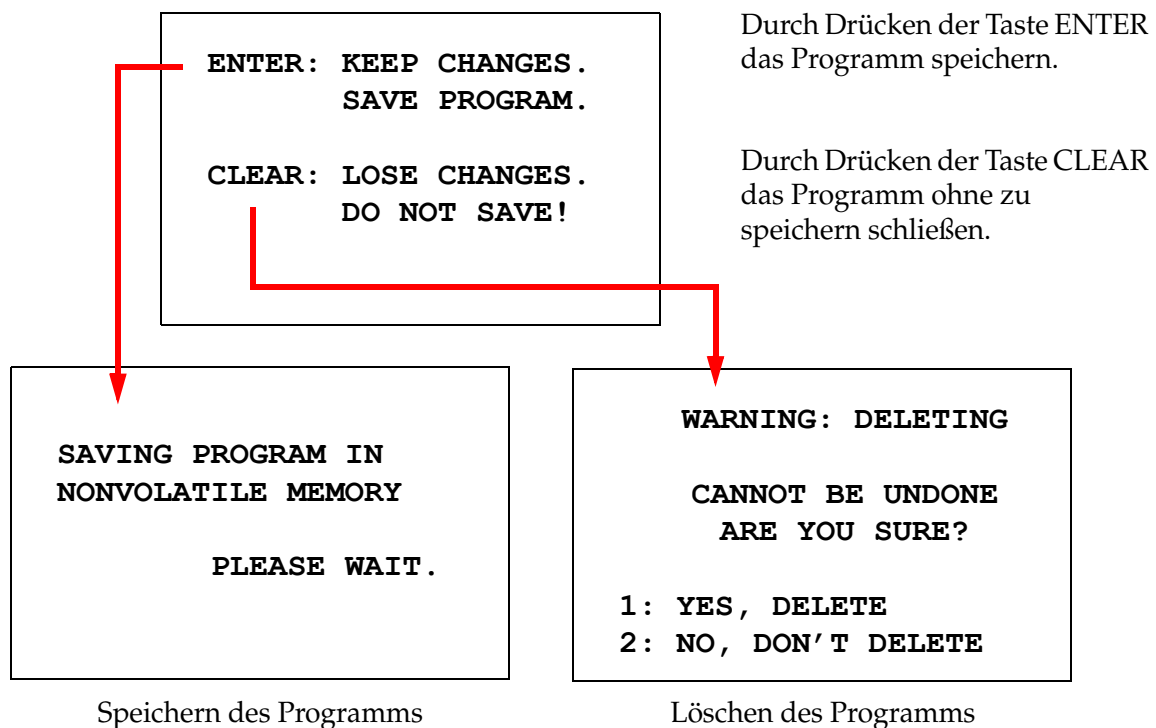 ENTER: KEEP CHANGES.
SAVE PROGRAM.
CLEAR: LOSE CHANGES.
DO NOT SAVE!
Durch Drücken der Taste ENTER
das Programm speichern.
Durch Drücken der Taste CLEAR
das Programm ohne zu
speichern schließen.
SAVING PROGRAM IN
NONVOLATILE MEMORY
PLEASE WAIT.
Speichern des Programms
WARNING: DELETING
CANNOT BE UNDONE
ARE YOU SURE?
1: YES, DELETE
2: NO, DON'T DELETE
Löschen des Programms